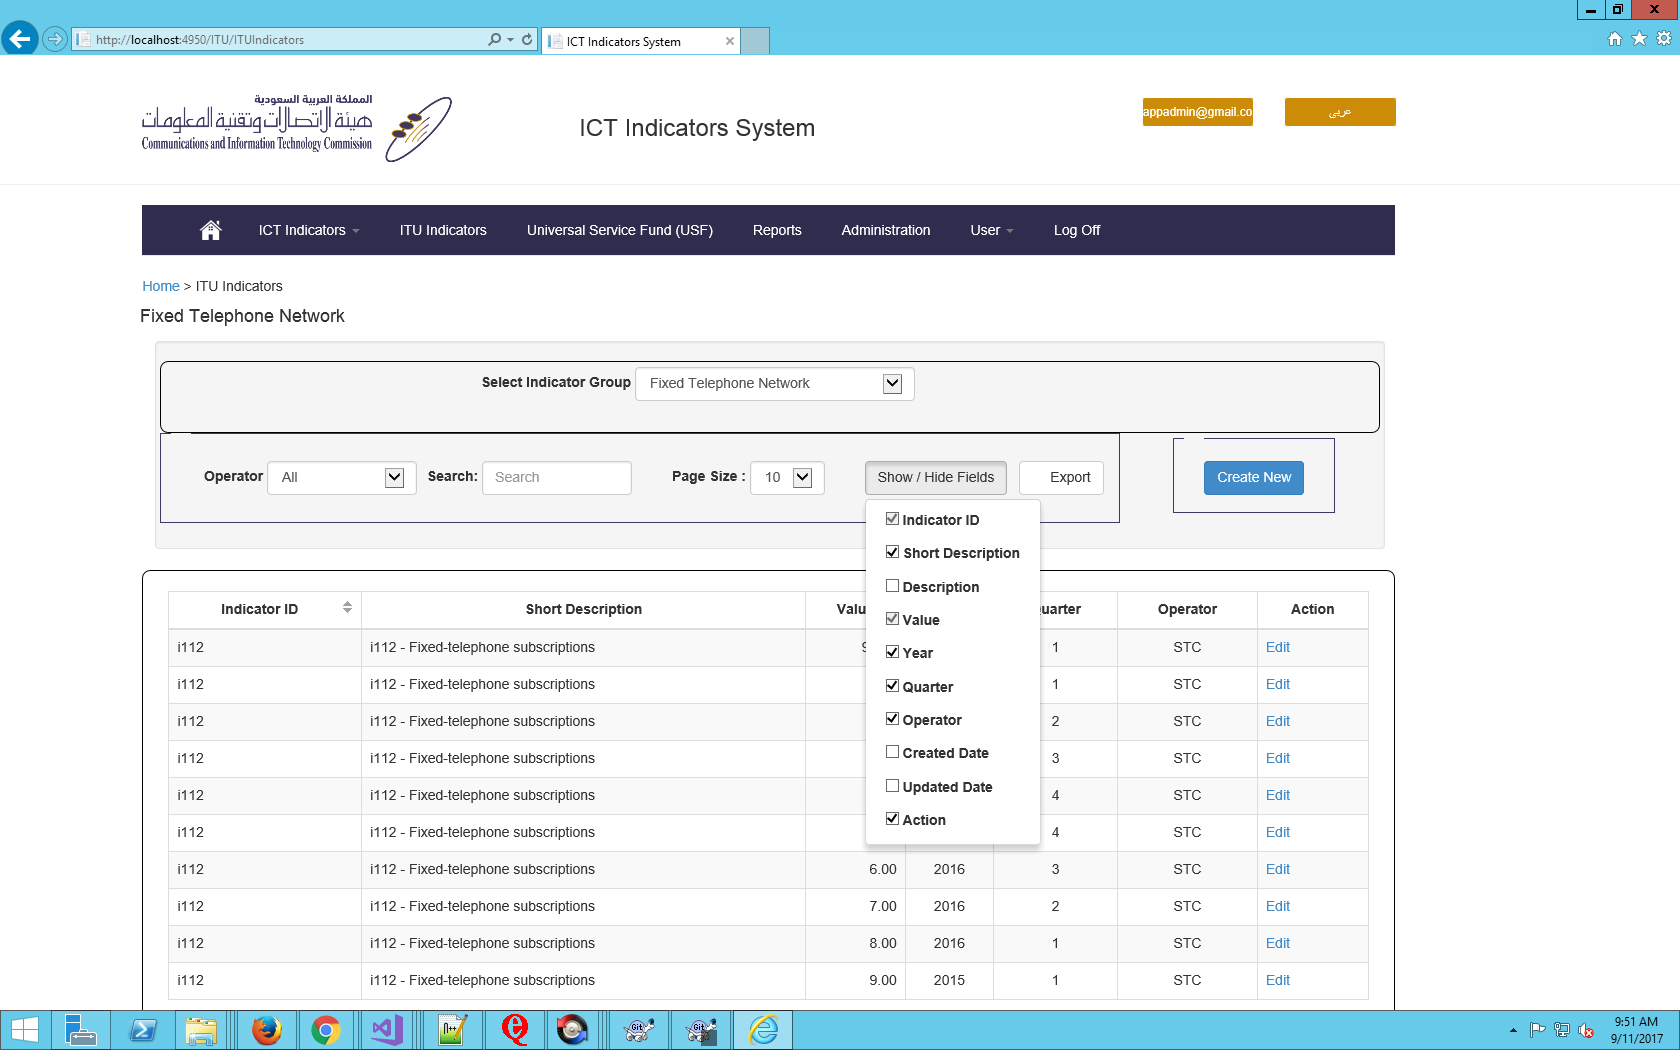 http://localhost:4950/ITU/ITUIndicators
ICT Indicators System
المملكة العربية السعودية
هيئة الاتصالات وتقنية المعلومات
Communications and Information Technology Commission
ICT Indicators System
appadmin@gmail.co
عربى
ICT Indicators
ITU Indicators
Universal Service Fund (USF)
Reports
Administration
User
Log Off
Home > ITU Indicators
Fixed Telephone Network
Select Indicator Group Fixed Telephone Network
Operator All Search: Search Page Size : 10 Show / Hide Fields Export Create New
Indicator ID
Short Description
Description
Value
Year
Quarter
Operator
Created Date
Updated Date
Action
Indicator ID Short Description Valu uarter Operator Action
i112 i112 - Fixed-telephone subscriptions 1 STC Edit
i112 i112 - Fixed-telephone subscriptions 1 STC Edit
i112 i112 - Fixed-telephone subscriptions 2 STC Edit
i112 i112 - Fixed-telephone subscriptions 3 STC Edit
i112 i112 - Fixed-telephone subscriptions 4 STC Edit
i112 i112 - Fixed-telephone subscriptions 4 STC Edit
i112 i112 - Fixed-telephone subscriptions 6.00 2016 3 STC Edit
i112 i112 - Fixed-telephone subscriptions 7.00 2016 2 STC Edit
i112 i112 - Fixed-telephone subscriptions 8.00 2016 1 STC Edit
i112 i112 - Fixed-telephone subscriptions 9.00 2015 1 STC Edit
9:51 AM
9/11/2017